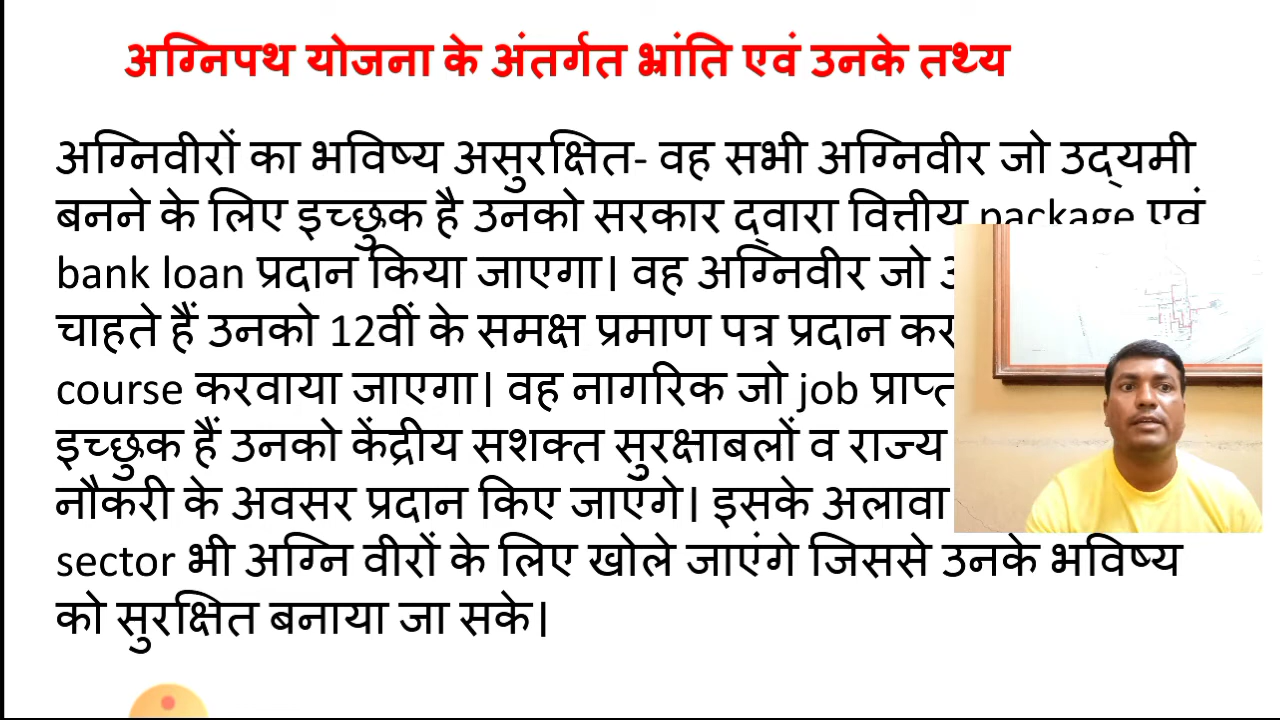 अग्निपथ योजना के अंतर्गत भ्रांति एवं उनके तथ्य
अग्निवीरों का भविष्य असुरक्षित- वह सभी अग्निवीर जो उद्यमी
बनने के लिए इच्छुक है उनको सरकार द्वारा वित्तीय package एवं
bank loan प्रदान किया जाएगा। वह अग्निवीर जो
चाहते हैं उनको 12वीं के समक्ष प्रमाण पत्र प्रदान कर
course करवाया जाएगा। वह नागरिक जो job प्राप्त
इच्छुक हैं उनको केंद्रीय सशक्त सुरक्षाबलों व राज्य
नौकरी के अवसर प्रदान किए जाएंगे। इसके अलावा
sector भी अग्नि वीरों के लिए खोले जाएंगे जिससे उनके भविष्य
को सुरक्षित बनाया जा सके।